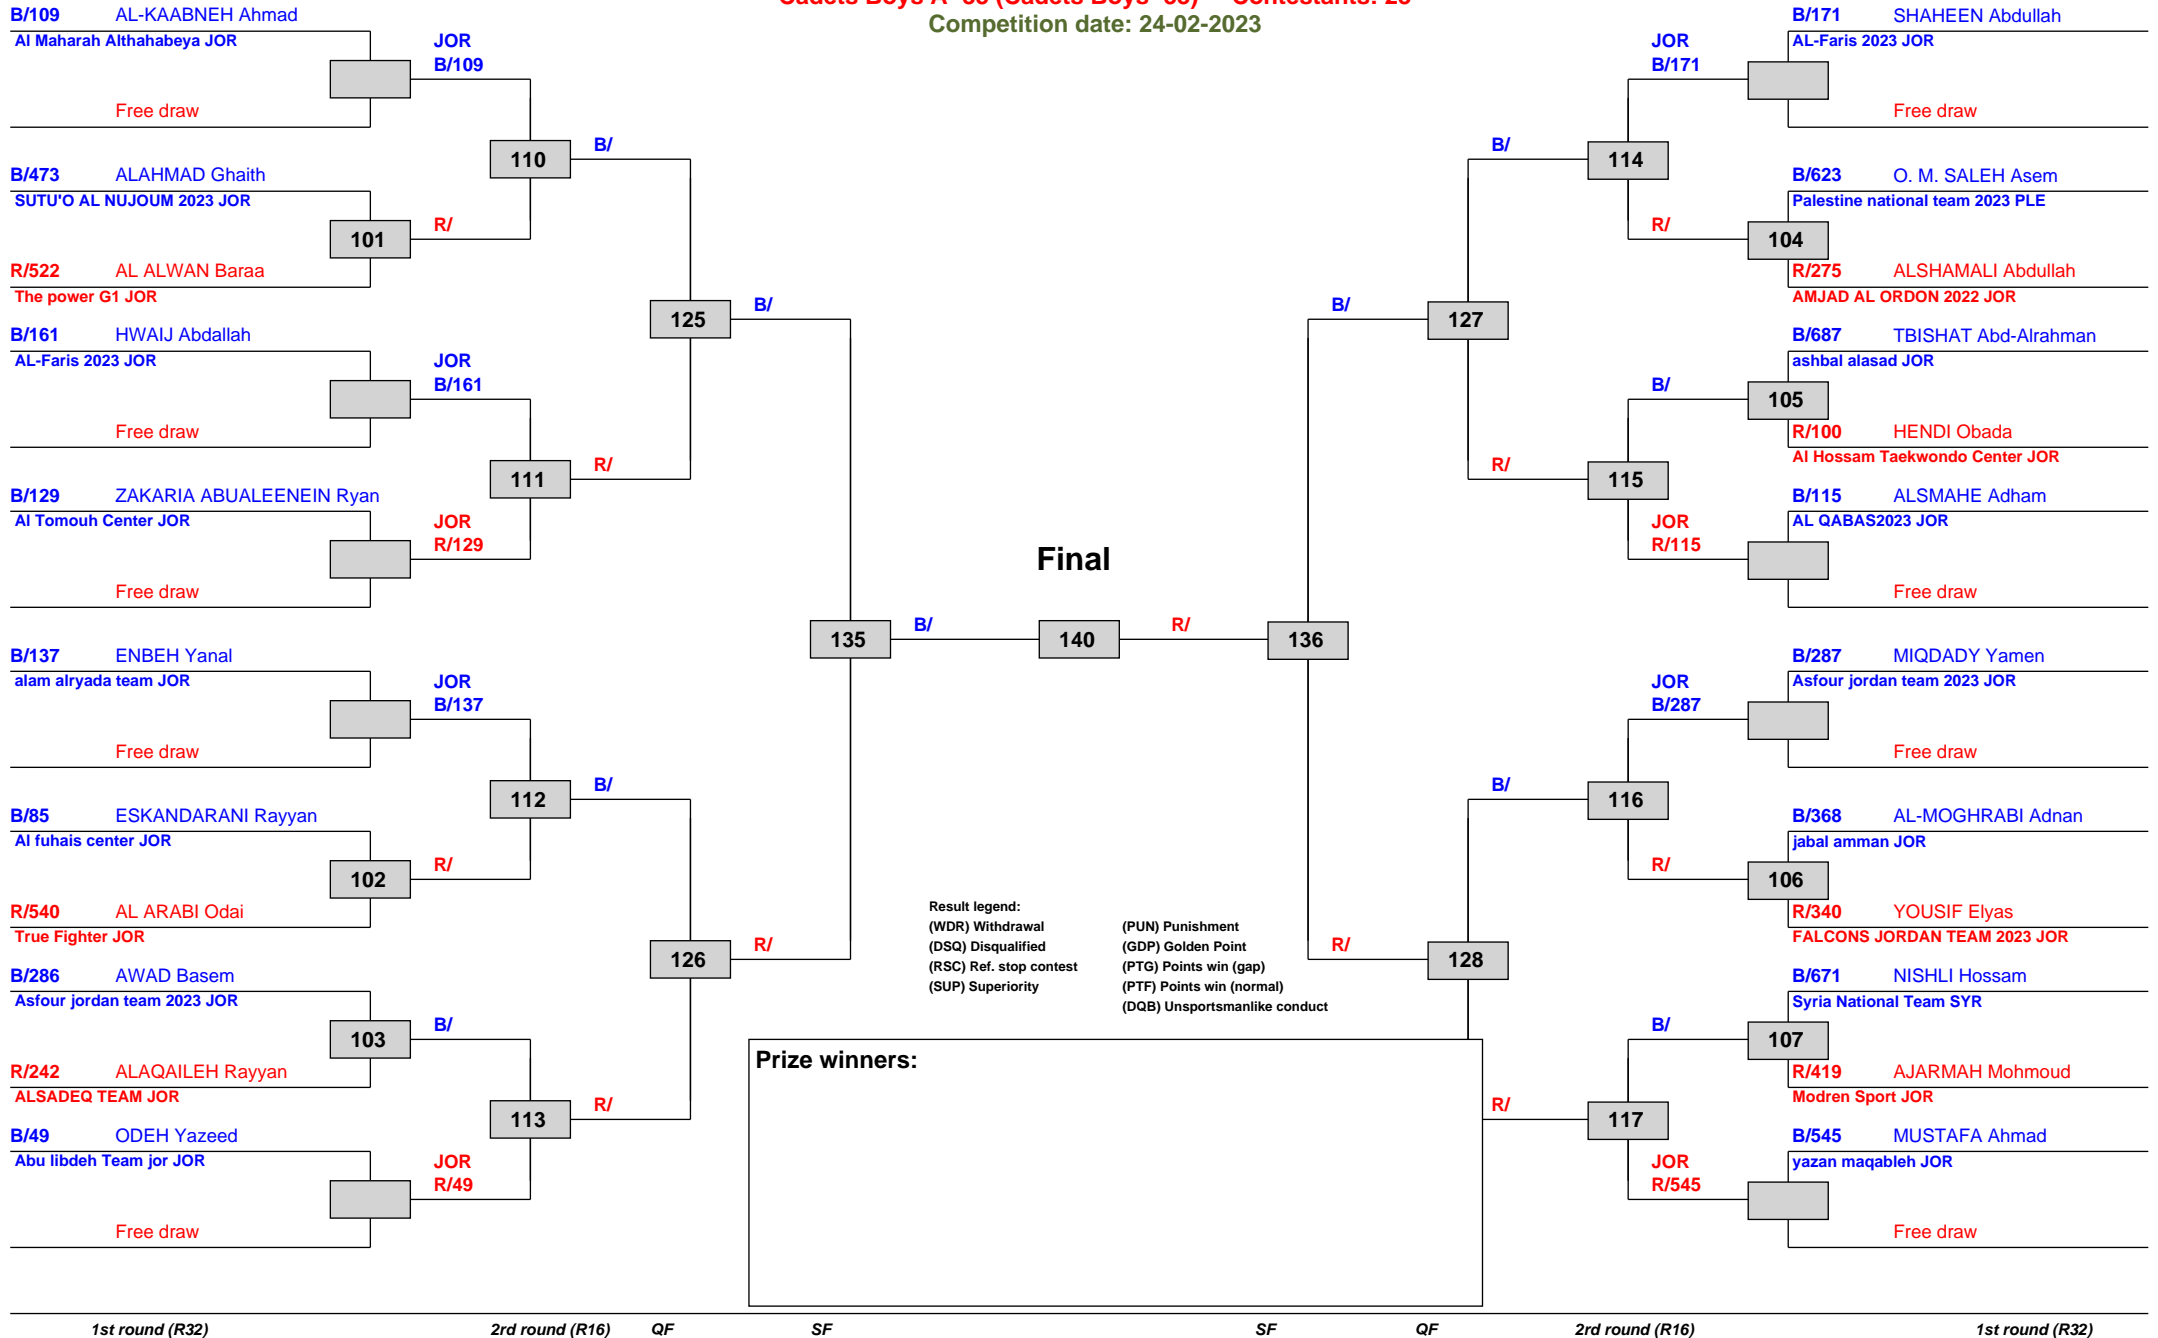 Competition date: 24-02-2023
B/109 AL-KAABNEH Ahmad
Al Maharah Althahabeya JOR
JOR
B/109
Free draw
110
B/
B/473 ALAHMAD Ghaith
SUTU'O AL NUJOUM 2023 JOR
101
R/
R/522 AL ALWAN Baraa
The power G1 JOR
125
B/
B/161 HWAIJ Abdallah
AL-Faris 2023 JOR
JOR
B/161
Free draw
111
R/
B/129 ZAKARIA ABUALEENEIN Ryan
Al Tomouh Center JOR
JOR
R/129
Free draw
135
B/
B/137 ENBEH Yanal
alam alryada team JOR
JOR
B/137
Free draw
112
B/
B/85 ESKANDARANI Rayyan
Al fuhais center JOR
102
R/
R/540 AL ARABI Odai
True Fighter JOR
126
R/
B/286 AWAD Basem
Asfour jordan team 2023 JOR
103
B/
R/242 ALAQAILEH Rayyan
ALSADEQ TEAM JOR
113
R/
B/49 ODEH Yazeed
Abu libdeh Team jor JOR
JOR
R/49
Free draw
Final
140
R/
136
B/171 SHAHEEN Abdullah
AL-Faris 2023 JOR
JOR
B/171
Free draw
B/
114
B/623 O. M. SALEH Asem
Palestine national team 2023 PLE
R/
104
R/275 ALSHAMALI Abdullah
AMJAD AL ORDON 2022 JOR
B/
127
B/687 TBISHAT Abd-Alrahman
ashbal alasad JOR
B/
105
R/100 HENDI Obada
Al Hossam Taekwondo Center JOR
R/
115
B/115 ALSMAHE Adham
AL QABAS2023 JOR
JOR
R/115
Free draw
B/287 MIQDADY Yamen
Asfour jordan team 2023 JOR
JOR
B/287
Free draw
B/
116
B/368 AL-MOGHRABI Adnan
jabal amman JOR
R/
106
R/340 YOUSIF Elyas
FALCONS JORDAN TEAM 2023 JOR
R/
128
B/671 NISHLI Hossam
Syria National Team SYR
B/
107
R/419 AJARMAH Mohmoud
Modren Sport JOR
R/
117
B/545 MUSTAFA Ahmad
yazan maqableh JOR
JOR
R/545
Free draw
Result legend:
(WDR) Withdrawal (PUN) Punishment
(DSQ) Disqualified (GDP) Golden Point
(RSC) Ref. stop contest (PTG) Points win (gap)
(SUP) Superiority (PTF) Points win (normal)
(DQB) Unsportsmanlike conduct
Prize winners:
1st round (R32) 2rd round (R16) QF SF SF QF 2rd round (R16) 1st round (R32)